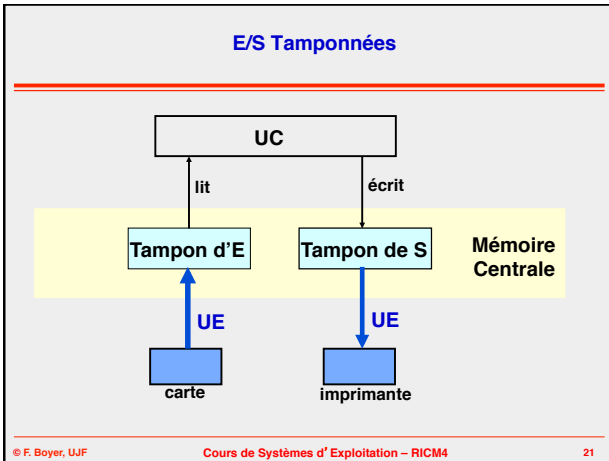 E/S Tamponnées
UC
lit
écrit
Tampon d’E
Tampon de S
Mémoire
Centrale
UE
UE
carte
imprimante
© F. Boyer, UJF
Cours de Systèmes d’ Exploitation – RICM4
21